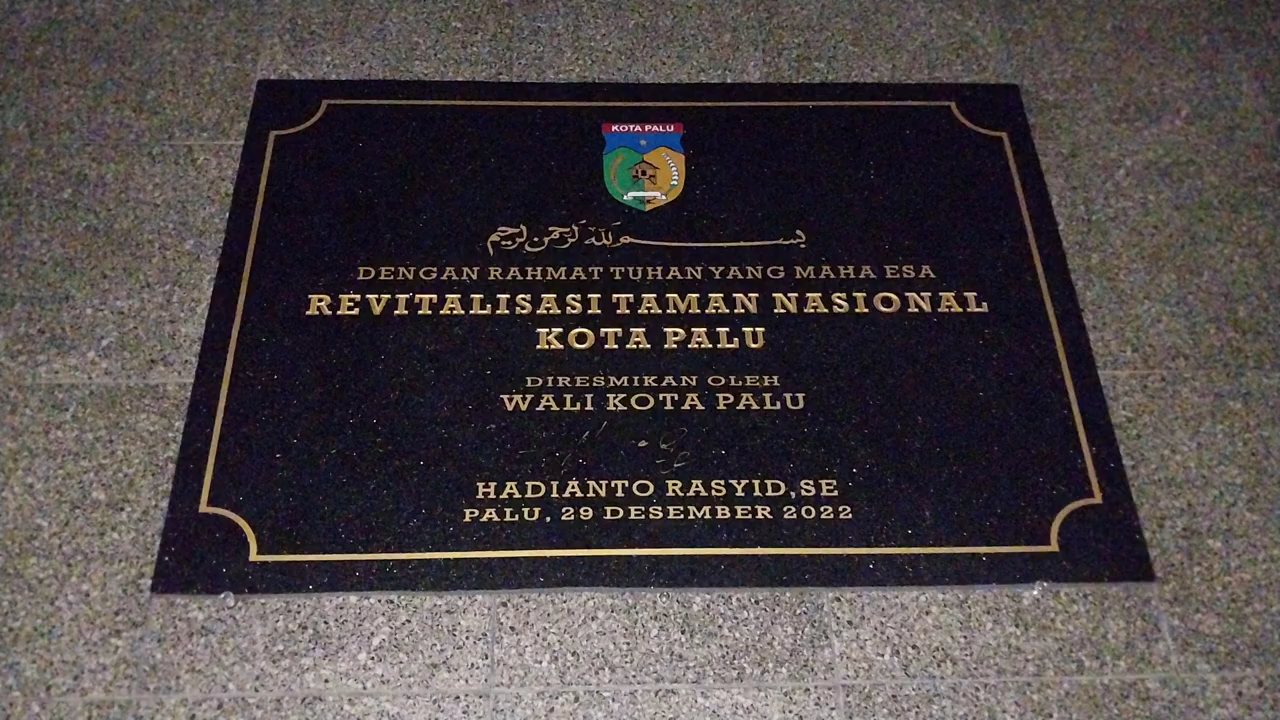 KOTA PALU
بسم الله الرحمن الرحيم
DENGAN RAHMAT TUHAN YANG MAHA ESA
REVITALISASI TAMAN NASIONAL
KOTA PALU
DIRESMIKAN OLEH
WALI KOTA PALU
HADIANTO RASYID,SE
PALU, 29 DESEMBER 2022